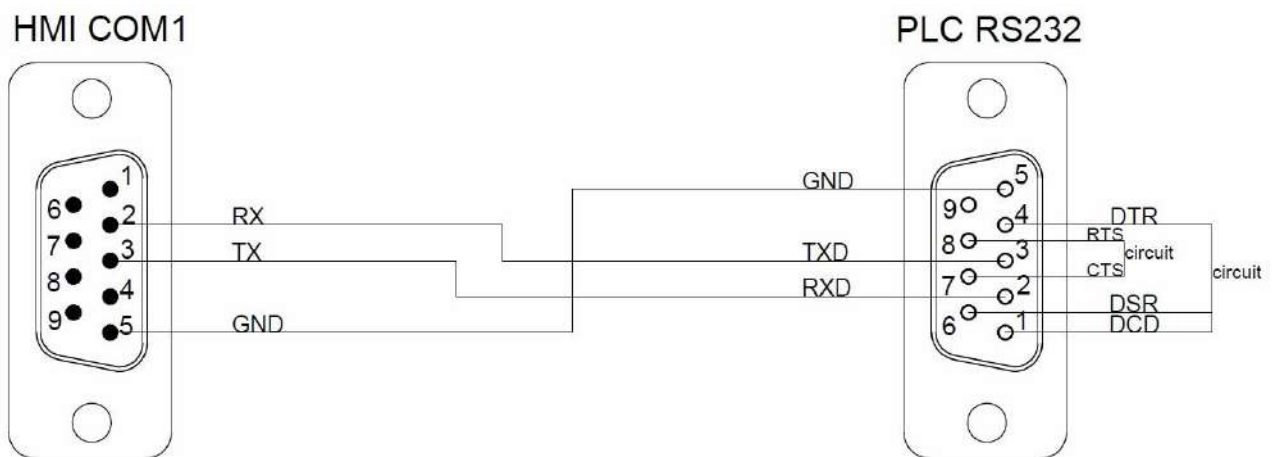 HMI COM1
PLC RS232
1
6
2
7
3
8
4
9
5
RX
TX
GND
GND
TXD
RXD
5
9
4
8
3
7
2
6
1
DTR
RTS
circuit
CTS
circuit
DSR
DCD